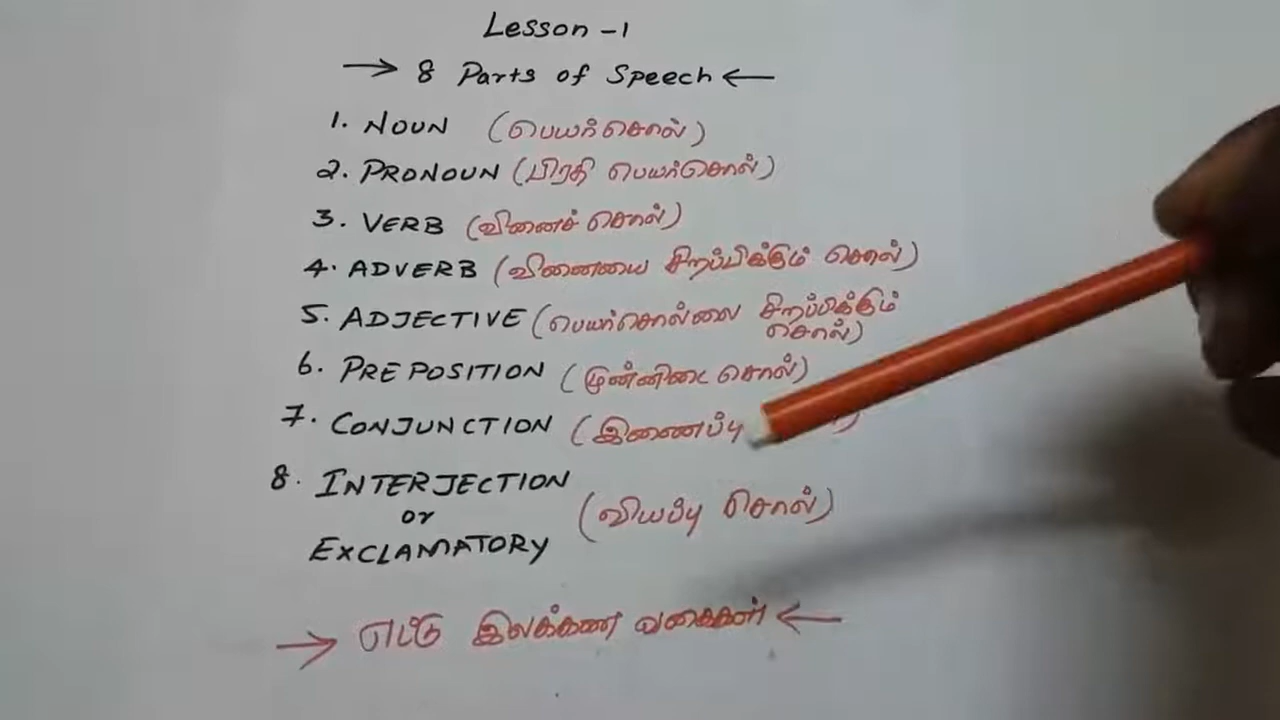 Lesson -1
→ 8 Parts of Speech ←
1. NOUN (பெயர்சொல்)
2. PRONOUN (பிரதி பெயர்சொல்)
3. VERB (வினைச் சொல்)
4. ADVERB (வினையை சிறப்பிக்கும் சொல்)
5. ADJECTIVE (பெயர்சொல்லை சிறப்பிக்கும்
சொல்)
6. PREPOSITION (முன்னிடை சொல்)
7. CONJUNCTION (இணைப்பு )
8. INTERJECTION
or
EXCLAMATORY (வியப்பு சொல்)
→ எட்டு இலக்கண வகைகள் ←